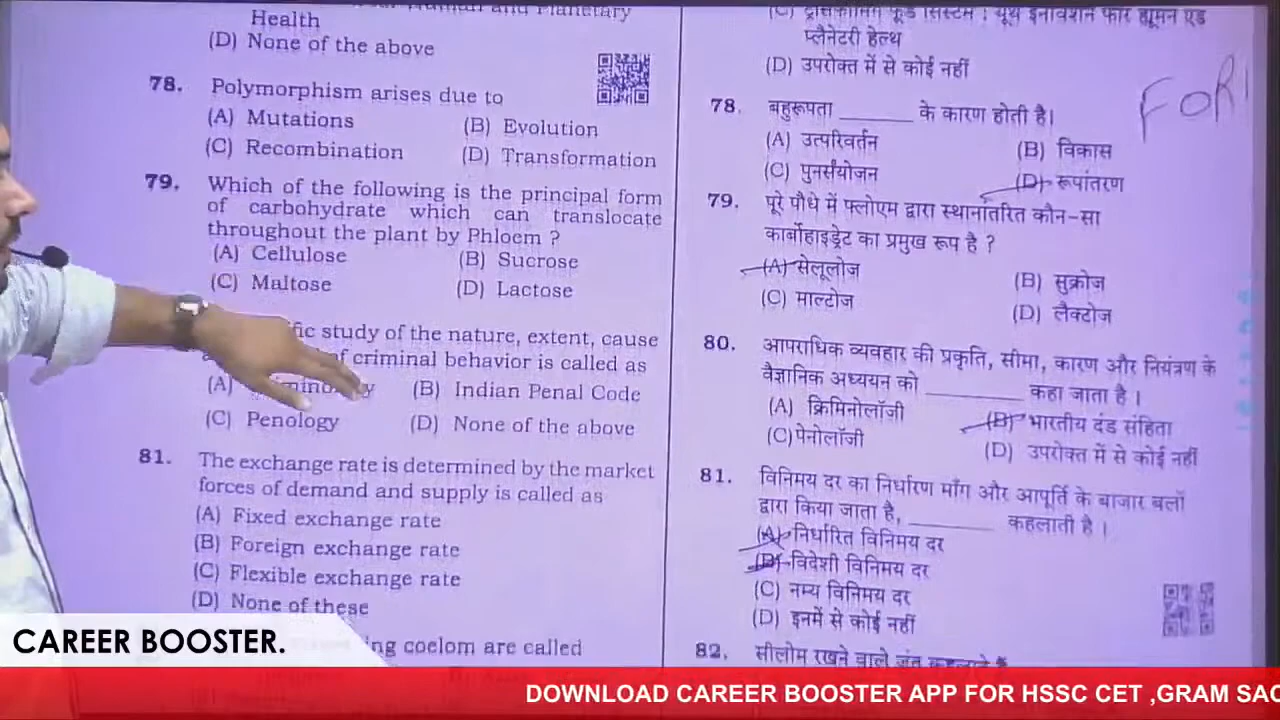 Health
(D) None of the above
78. Polymorphism arises due to
(A) Mutations (B) Evolution
(C) Recombination (D) Transformation
79. Which of the following is the principal form
of carbohydrate which can translocate
throughout the plant by Phloem ?
(A) Cellulose (B) Sucrose
(C) Maltose (D) Lactose
study of the nature, extent, cause
of criminal behavior is called as
(A) (B) Indian Penal Code
(C) Penology (D) None of the above
81. The exchange rate is determined by the market
forces of demand and supply is called as
(A) Fixed exchange rate
(B) Foreign exchange rate
(C) Flexible exchange rate
(D) None of these
coelom are called
प्लैनेटरी हेल्थ
(D) उपरोक्त में से कोई नहीं
78. बहुरूपता ________ के कारण होती है।
(A) उत्परिवर्तन (B) विकास
(C) पुनर्संयोजन (D) रूपांतरण
79. पूरे पौधे में फ्लोएम द्वारा स्थानांतरित कौन-सा
कार्बोहाइड्रेट का प्रमुख रूप है ?
(A) सेलूलोज (B) सुक्रोज
(C) माल्टोज (D) लैक्टोज
80. आपराधिक व्यवहार की प्रकृति, सीमा, कारण और नियंत्रण के
वैज्ञानिक अध्ययन को ________ कहा जाता है ।
(A) क्रिमिनोलॉजी (B) भारतीय दंड संहिता
(C) पेनोलॉजी (D) उपरोक्त में से कोई नहीं
81. विनिमय दर का निर्धारण माँग और आपूर्ति के बाजार बलों
द्वारा किया जाता है, ________ कहलाती है ।
(A) निर्धारित विनिमय दर
(B) विदेशी विनिमय दर
(C) नम्य विनिमय दर
(D) इनमें से कोई नहीं
82. सीलोम रखने वाले जंतु कहलाते हैं
FOR
CAREER BOOSTER.
DOWNLOAD CAREER BOOSTER APP FOR HSSC CET ,GRAM SAC